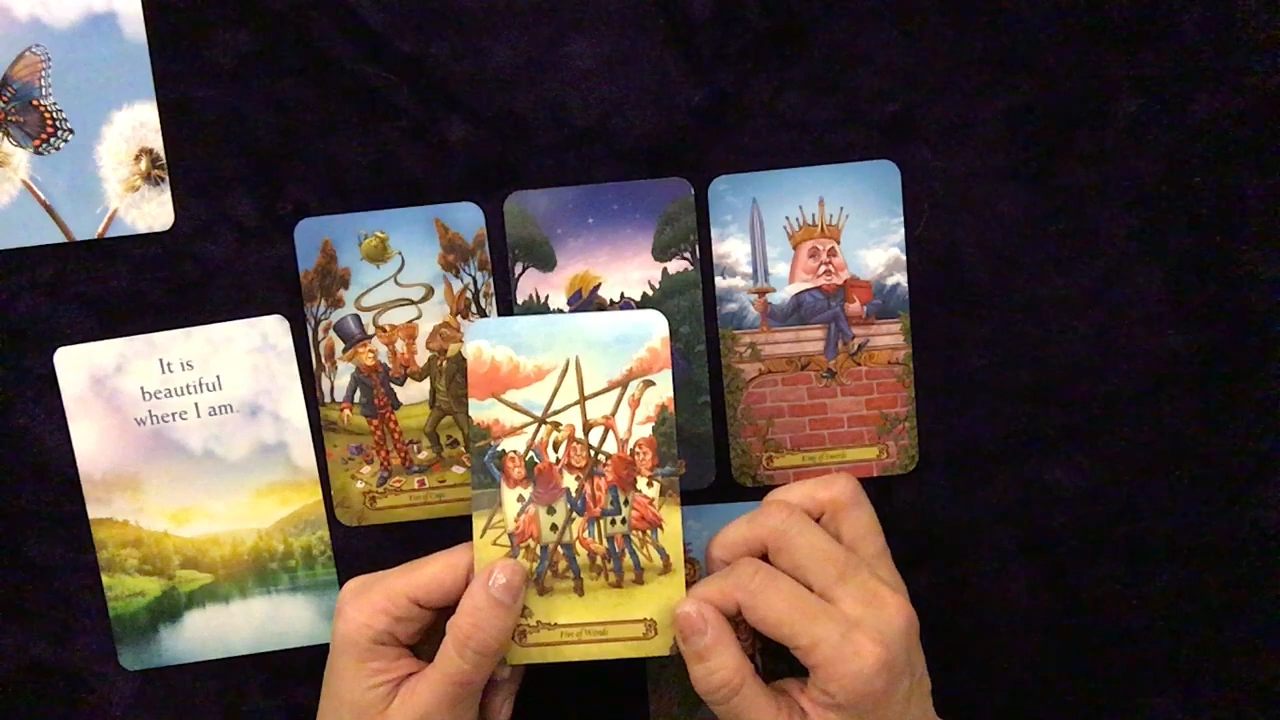 It is
beautiful
where I am.
Five of Cups
King of Swords
Five of Wands